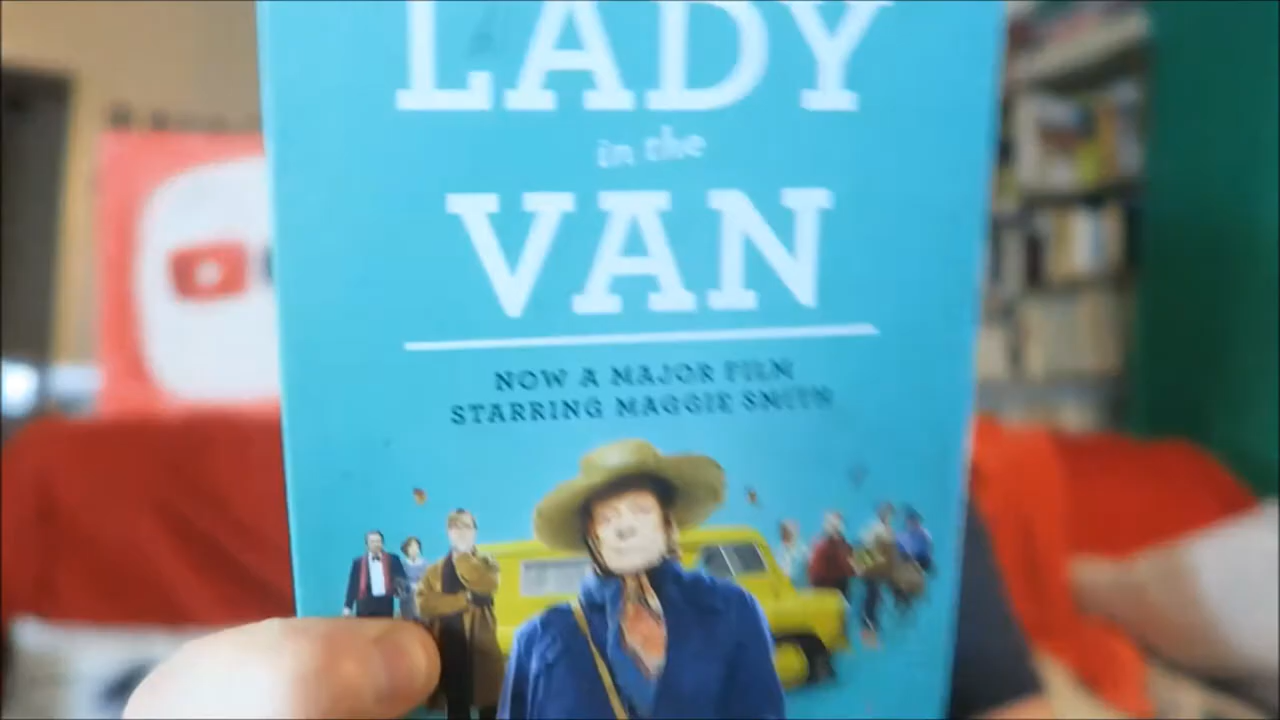 LADY
in the
VAN
NOW A MAJOR FILM
STARRING MAGGIE SMITH